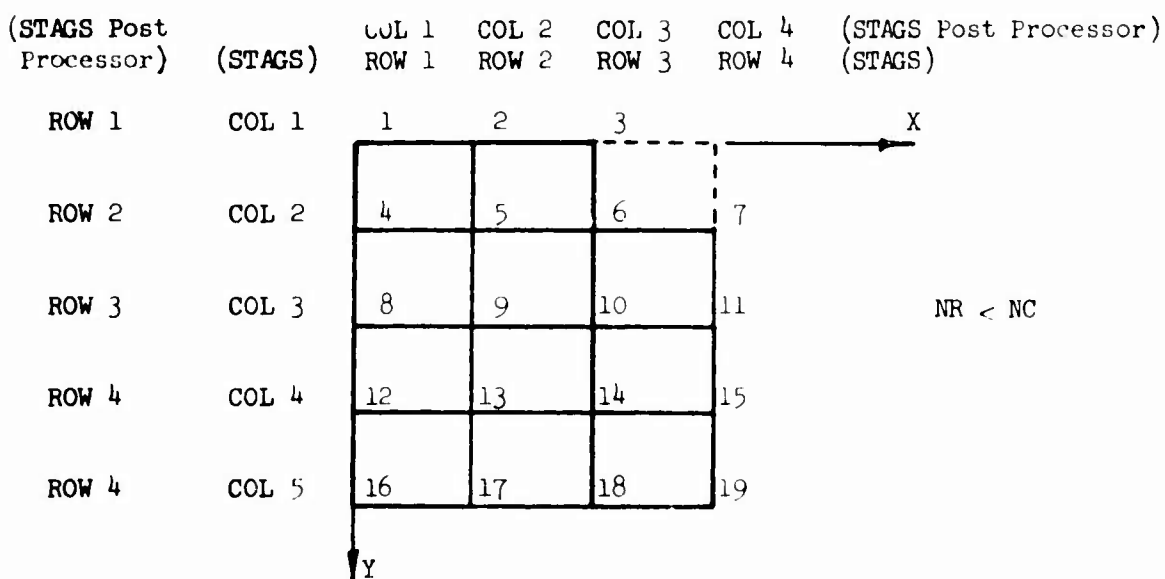 (STAGS Post COL 1 COL 2 COL 3 COL 4 (STAGS Post Processor)
Processor) (STAGS) ROW 1 ROW 2 ROW 3 ROW 4 (STAGS)
ROW 1 COL 1 1 2 3 X
ROW 2 COL 2 4 5 6 7
ROW 3 COL 3 8 9 10 11 NR < NC
ROW 4 COL 4 12 13 14 15
ROW 4 COL 5 16 17 18 19
Y